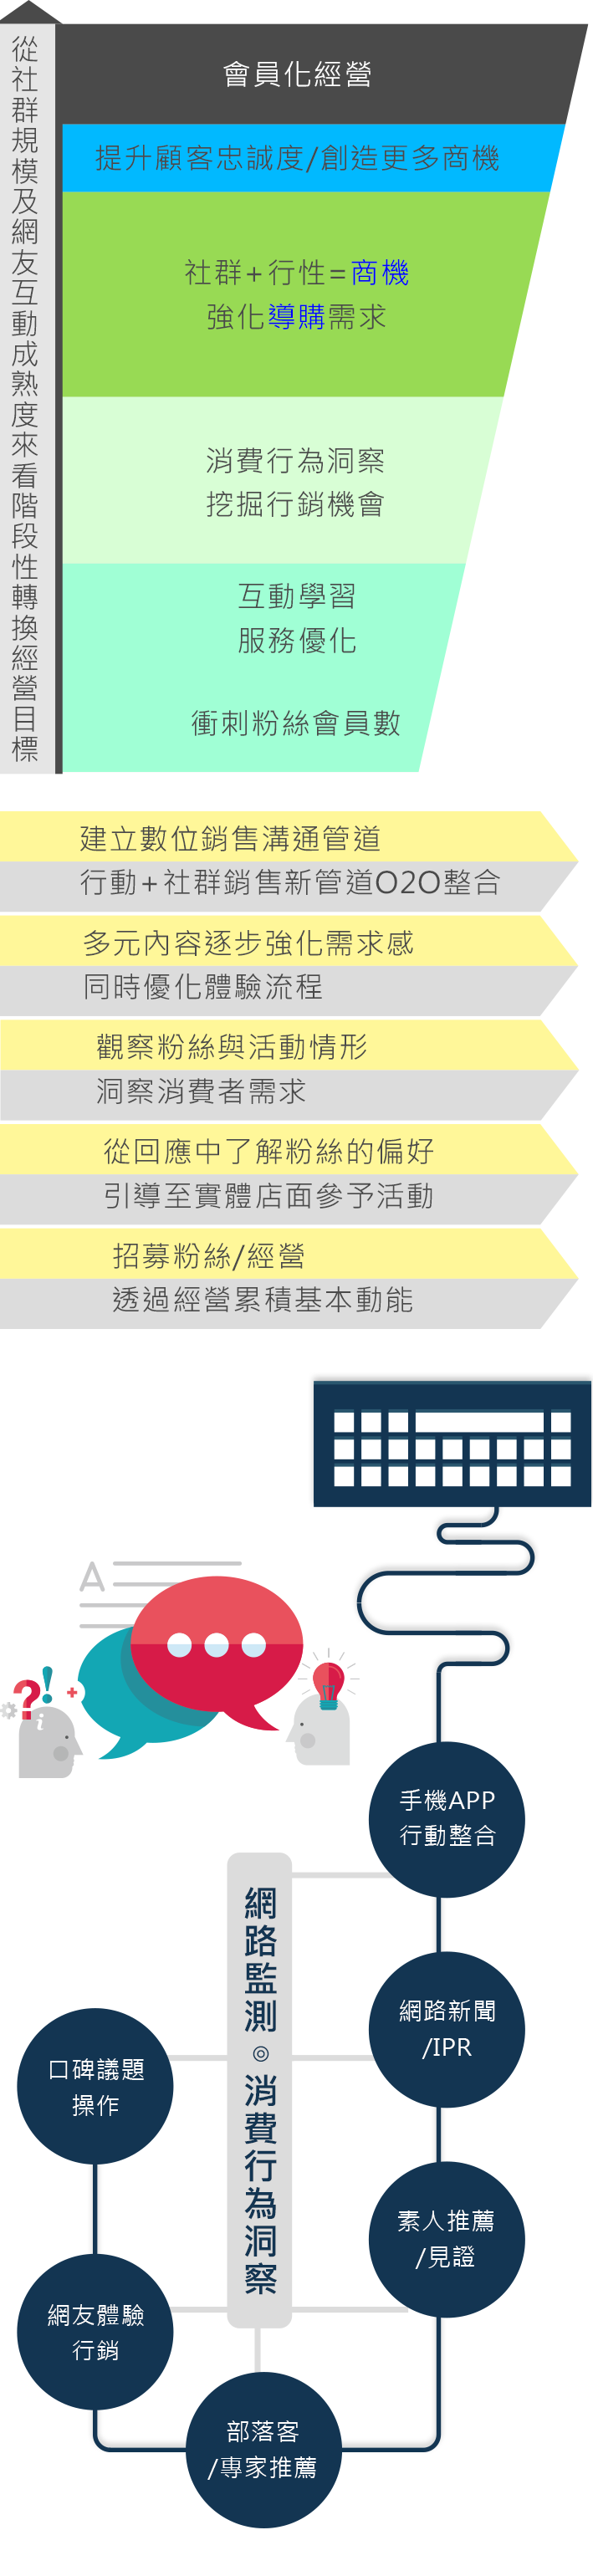 從社群規模及網友互動成熟度來看階段性轉換經營目標
會員化經營
提升顧客忠誠度/創造更多商機
社群+行性=商機
強化導購需求
消費行為洞察
挖掘行銷機會
互動學習
服務優化
衝刺粉絲會員數
建立數位銷售溝通管道
行動+社群銷售新管道O2O整合
多元內容逐步強化需求感
同時優化體驗流程
觀察粉絲與活動情形
洞察消費者需求
從回應中了解粉絲的偏好
引導至實體店面參予活動
招募粉絲/經營
透過經營累積基本動能
A
?!
+
i
手機APP
行動整合
網路監測◎消費行為洞察
網路新聞
/IPR
口碑議題
操作
素人推薦
/見證
網友體驗
行銷
部落客
/專家推薦